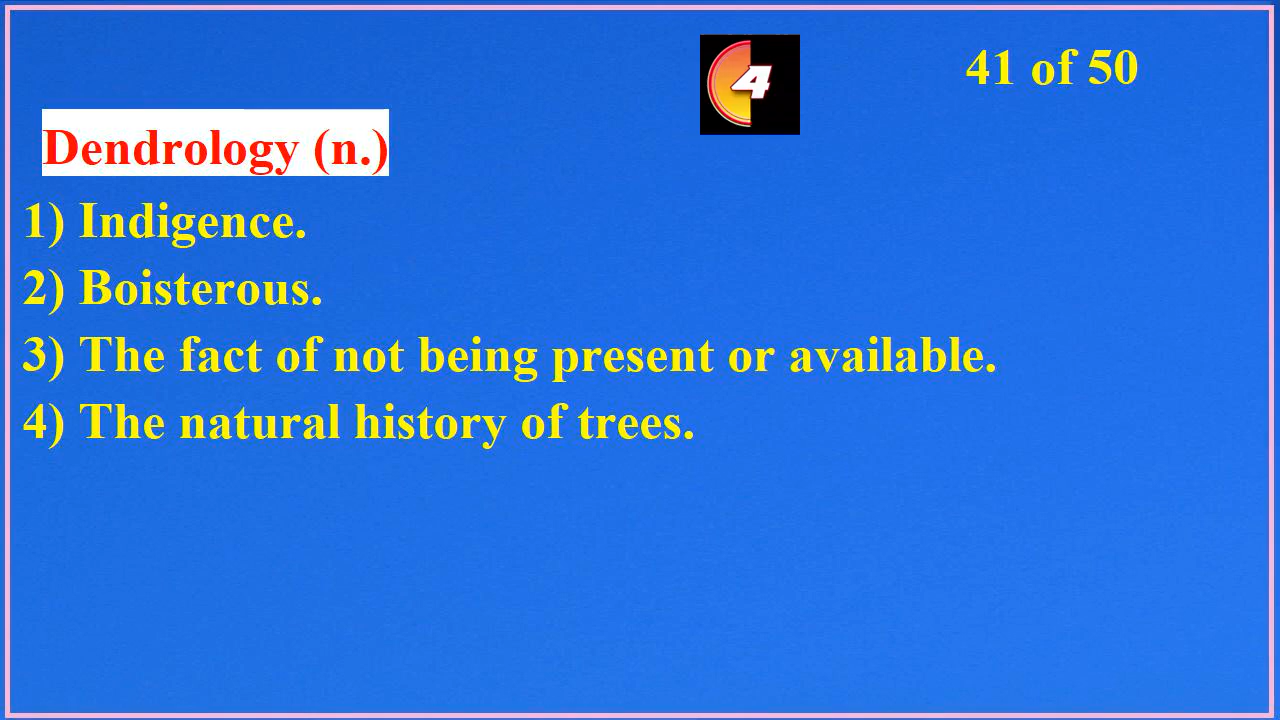 4
41 of 50
Dendrology (n.)
1) Indigence.
2) Boisterous.
3) The fact of not being present or available.
4) The natural history of trees.